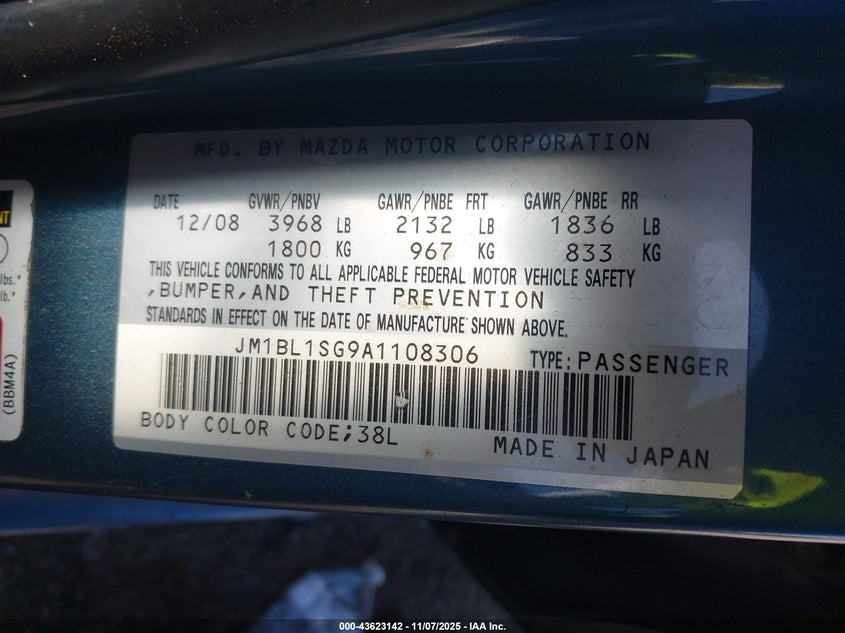 MFD. BY MAZDA MOTOR CORPORATION
DATE GVWR/PNBV GAWR/PNBE FRT GAWR/PNBE RR
12/08 3968 LB 2132 LB 1836 LB
1800 KG 967 KG 833 KG
THIS VEHICLE CONFORMS TO ALL APPLICABLE FEDERAL MOTOR VEHICLE SAFETY
,BUMPER,AND THEFT PREVENTION
STANDARDS IN EFFECT ON THE DATE OF MANUFACTURE SHOWN ABOVE.
JM1BL1SG9A1108306 TYPE:PASSENGER
BODY COLOR CODE;38L
MADE IN JAPAN
NT
lbs.*
lb.*
(BBM4A)
000-43623142 - 11/07/2025 - IAA Inc.